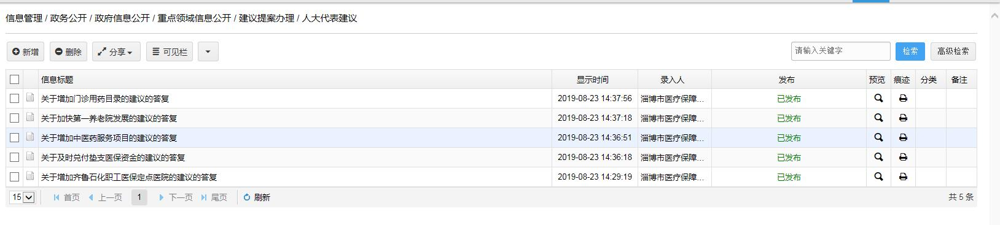 信息管理 / 政务公开 / 政府信息公开 / 重点领域信息公开 / 建议提案办理 / 人大代表建议
新增 删除 分享 可见栏 请输入关键字 检索 高级检索
信息标题 显示时间 录入人 发布 预览 痕迹 分类 备注
关于增加门诊用药目录的建议的答复 2019-08-23 14:37:56 淄博市医疗保障... 已发布
关于加快第一养老院发展的建议的答复 2019-08-23 14:37:18 淄博市医疗保障... 已发布
关于增加中医药服务项目的建议的答复 2019-08-23 14:36:51 淄博市医疗保障... 已发布
关于及时兑付垫支医保资金的建议的答复 2019-08-23 14:36:18 淄博市医疗保障... 已发布
关于增加齐鲁石化职工医保定点医院的建议的答复 2019-08-23 14:29:19 淄博市医疗保障... 已发布
15 首页 上一页 1 下一页 尾页 刷新 共 5 条